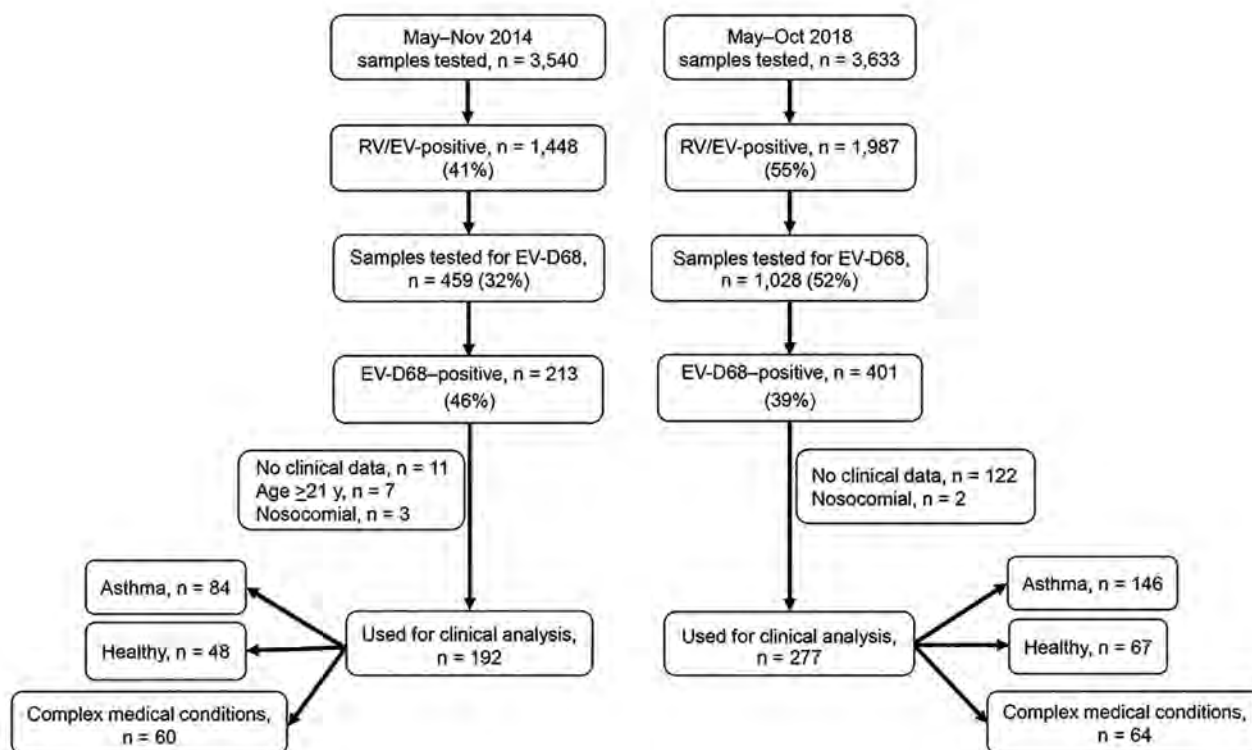 May–Nov 2014
samples tested, n = 3,540
RV/EV-positive, n = 1,448
(41%)
Samples tested for EV-D68,
n = 459 (32%)
EV-D68–positive, n = 213
(46%)
No clinical data, n = 11
Age ≥21 y, n = 7
Nosocomial, n = 3
Used for clinical analysis,
n = 192
Asthma, n = 84
Healthy, n = 48
Complex medical conditions,
n = 60
May–Oct 2018
samples tested, n = 3,633
RV/EV-positive, n = 1,987
(55%)
Samples tested for EV-D68,
n = 1,028 (52%)
EV-D68–positive, n = 401
(39%)
No clinical data, n = 122
Nosocomial, n = 2
Used for clinical analysis,
n = 277
Asthma, n = 146
Healthy, n = 67
Complex medical conditions,
n = 64